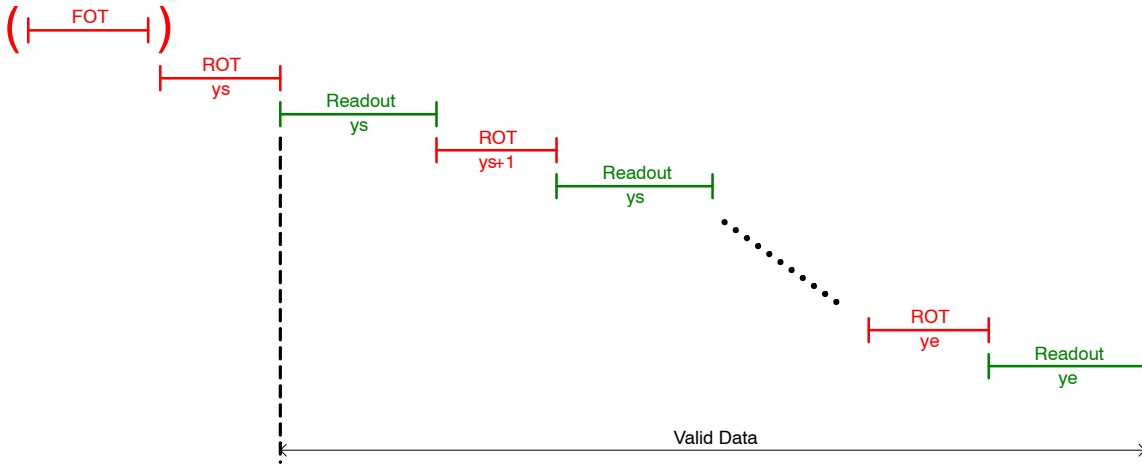 ( FOT )
ROT
ys
Readout
ys
ROT
ys+1
Readout
ys
ROT
ye
Readout
ye
Valid Data